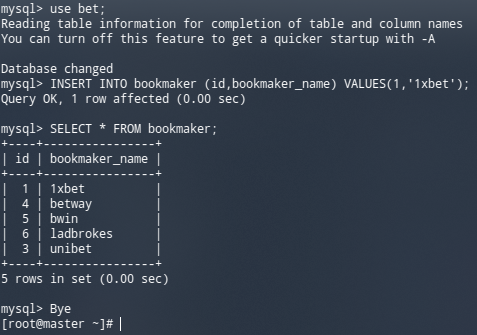 mysql> use bet;
Reading table information for completion of table and column names
You can turn off this feature to get a quicker startup with -A

Database changed
mysql> INSERT INTO bookmaker (id,bookmaker_name) VALUES(1,'1xbet');
Query OK, 1 row affected (0.00 sec)

mysql> SELECT * FROM bookmaker;
+----+----------------+
| id | bookmaker_name |
+----+----------------+
|  1 | 1xbet          |
|  4 | betway         |
|  5 | bwin           |
|  6 | ladbrokes      |
|  3 | unibet         |
+----+----------------+
5 rows in set (0.00 sec)

mysql> Bye
[root@master ~]#